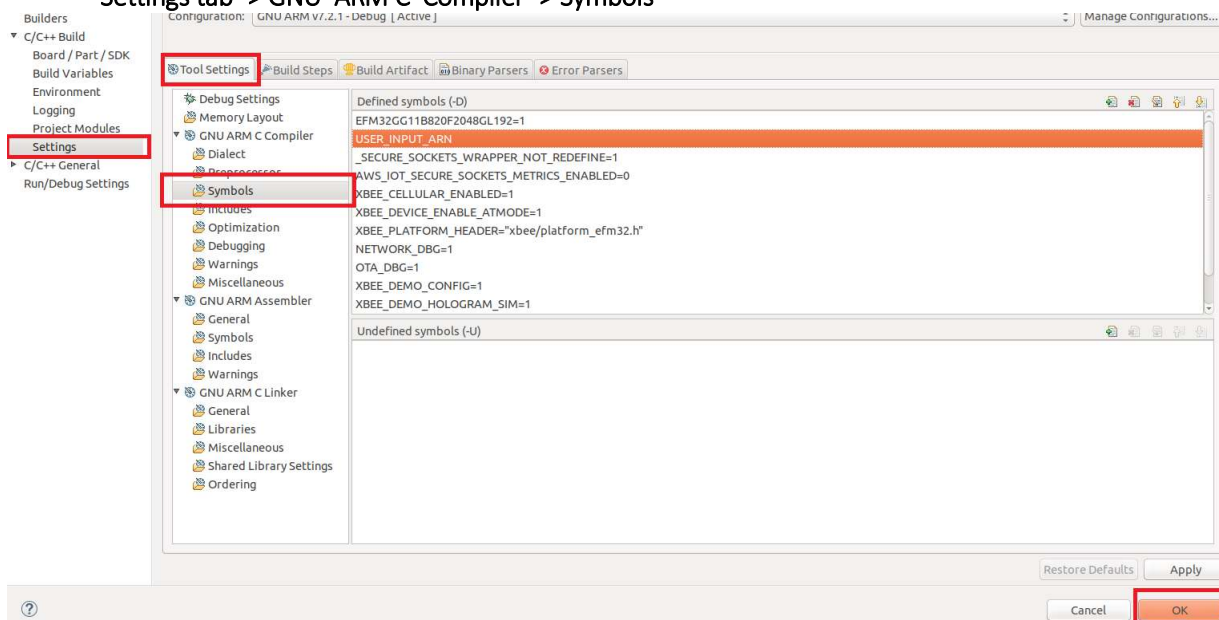 Settings tab -> GNU ARM C Compiler -> Symbols
Builders
Configuration: GNU ARM v7.2.1 - Debug [ Active ]
Manage Configurations...
C/C++ Build
Board / Part / SDK
Build Variables
Environment
Logging
Project Modules
Settings
C/C++ General
Run/Debug Settings
Tool Settings
Build Steps
Build Artifact
Binary Parsers
Error Parsers
Debug Settings
Memory Layout
GNU ARM C Compiler
Dialect
Preprocessor
Symbols
Includes
Optimization
Debugging
Warnings
Miscellaneous
GNU ARM Assembler
General
Symbols
Includes
Warnings
GNU ARM C Linker
General
Libraries
Miscellaneous
Shared Library Settings
Ordering
Defined symbols (-D)
EFM32GG11B820F2048GL192=1
USER_INPUT_ARN
_SECURE_SOCKETS_WRAPPER_NOT_REDEFINE=1
AWS_IOT_SECURE_SOCKETS_METRICS_ENABLED=0
XBEE_CELLULAR_ENABLED=1
XBEE_DEVICE_ENABLE_ATMODE=1
XBEE_PLATFORM_HEADER="xbee/platform_efm32.h"
NETWORK_DBG=1
OTA_DBG=1
XBEE_DEMO_CONFIG=1
XBEE_DEMO_HOLOGRAM_SIM=1
Undefined symbols (-U)
Restore Defaults
Apply
Cancel
OK